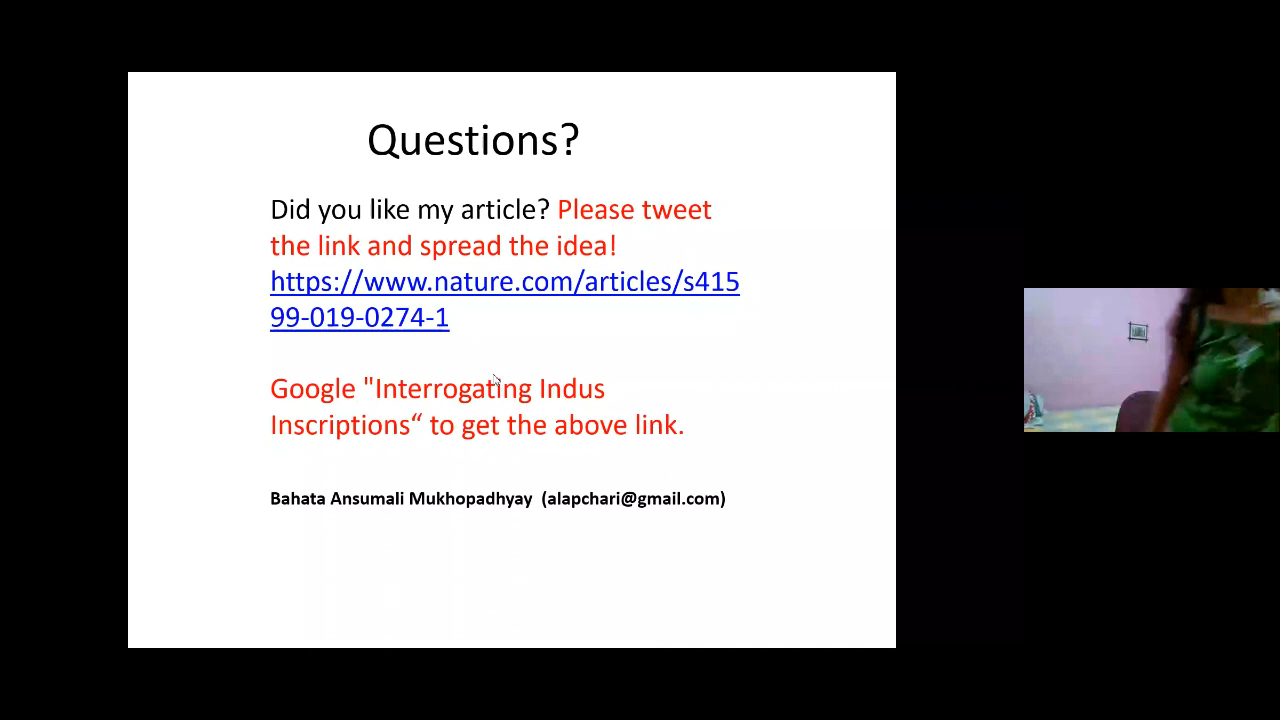 Questions?
Did you like my article? Please tweet
the link and spread the idea!
https://www.nature.com/articles/s415
99-019-0274-1
Google "Interrogating Indus
Inscriptions“ to get the above link.
Bahata Ansumali Mukhopadhyay (alapchari@gmail.com)